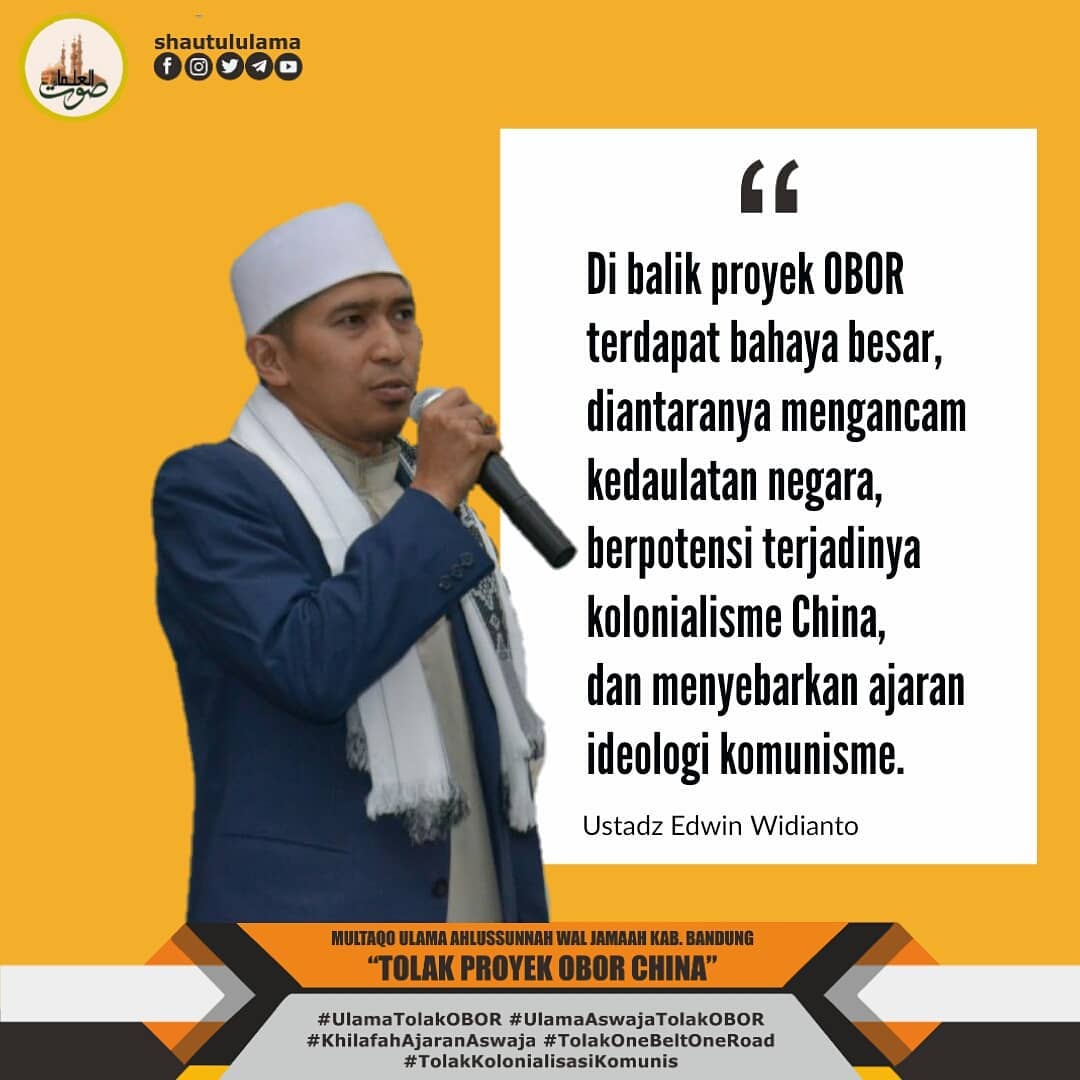 shautululama
صوت العلماء
“
Di balik proyek OBOR
terdapat bahaya besar,
diantaranya mengancam
kedaulatan negara,
berpotensi terjadinya
kolonialisme China,
dan menyebarkan ajaran
ideologi komunisme.
Ustadz Edwin Widianto
MULTAQO ULAMA AHLUSSUNNAH WAL JAMAAH KAB. BANDUNG
“TOLAK PROYEK OBOR CHINA”
#UlamaTolakOBOR #UlamaAswajaTolakOBOR
#KhilafahAjaranAswaja #TolakOneBeltOneRoad
#TolakKolonialisasiKomunis